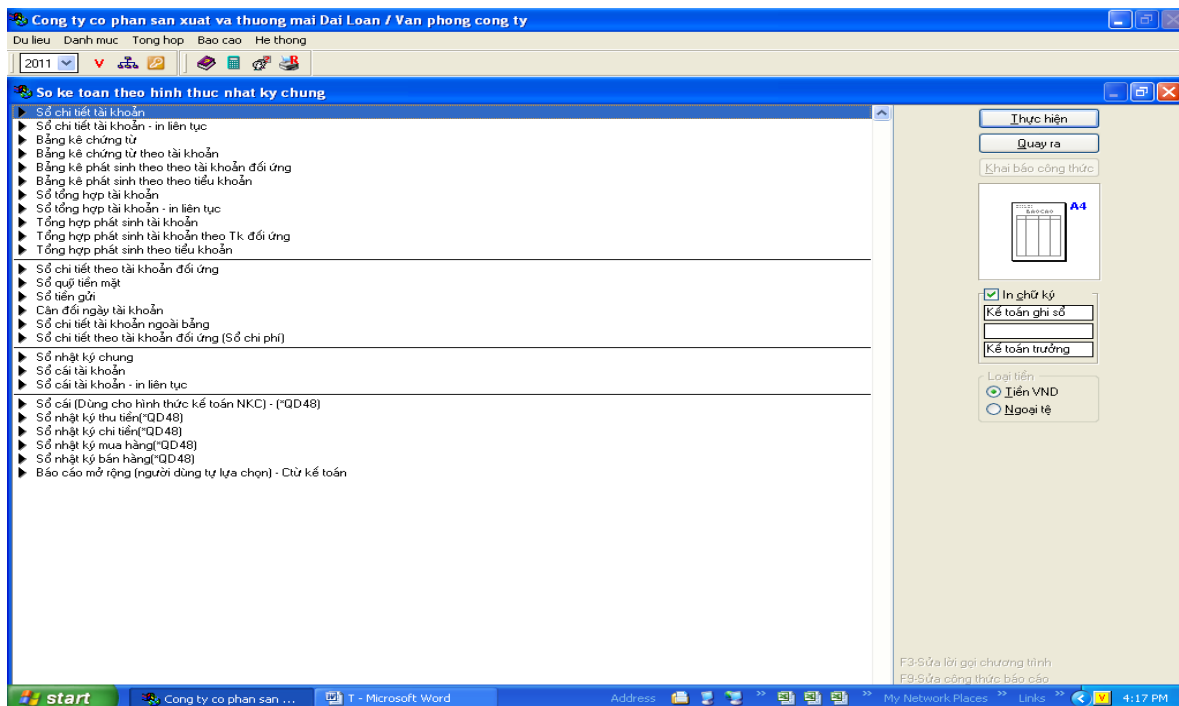 Cong ty co phan san xuat va thuong mai Dai Loan / Van phong cong ty
Du lieu Danh muc Tong hop Bao cao He thong
2011
So ke toan theo hinh thuc nhat ky chung
Sổ chi tiết tài khoản
Sổ chi tiết tài khoản - in liên tục
Bảng kê chứng từ
Bảng kê chứng từ theo tài khoản
Bảng kê phát sinh theo theo tài khoản đối ứng
Bảng kê phát sinh theo theo tiểu khoản
Sổ tổng hợp tài khoản
Sổ tổng hợp tài khoản - in liên tục
Tổng hợp phát sinh tài khoản
Tổng hợp phát sinh tài khoản theo Tk đối ứng
Tổng hợp phát sinh theo tiểu khoản
Sổ chi tiết theo tài khoản đối ứng
Sổ quỹ tiền mặt
Sổ tiền gửi
Cân đối ngày tài khoản
Sổ chi tiết tài khoản ngoài bảng
Sổ chi tiết theo tài khoản đối ứng (Sổ chi phí)
Sổ nhật ký chung
Sổ cái tài khoản
Sổ cái tài khoản - in liên tục
Sổ cái (Dùng cho hình thức kế toán NKC) - (*QD48)
Sổ nhật ký thu tiền(*QD48)
Sổ nhật ký chi tiền(*QD48)
Sổ nhật ký mua hàng(*QD48)
Sổ nhật ký bán hàng(*QD48)
Báo cáo mở rộng (người dùng tự lựa chọn) - Ctừ kế toán
Thực hiện
Quay ra
Khai báo công thức
BAOCAO
A4
In chữ ký
Kế toán ghi sổ
Kế toán trưởng
Loại tiền
Tiền VND
Ngoại tệ
F3-Sửa lời gọi chương trình
F9-Sửa công thức báo cáo
start
Cong ty co phan san ...
T - Microsoft Word
Address
My Network Places
Links
V
4:17 PM